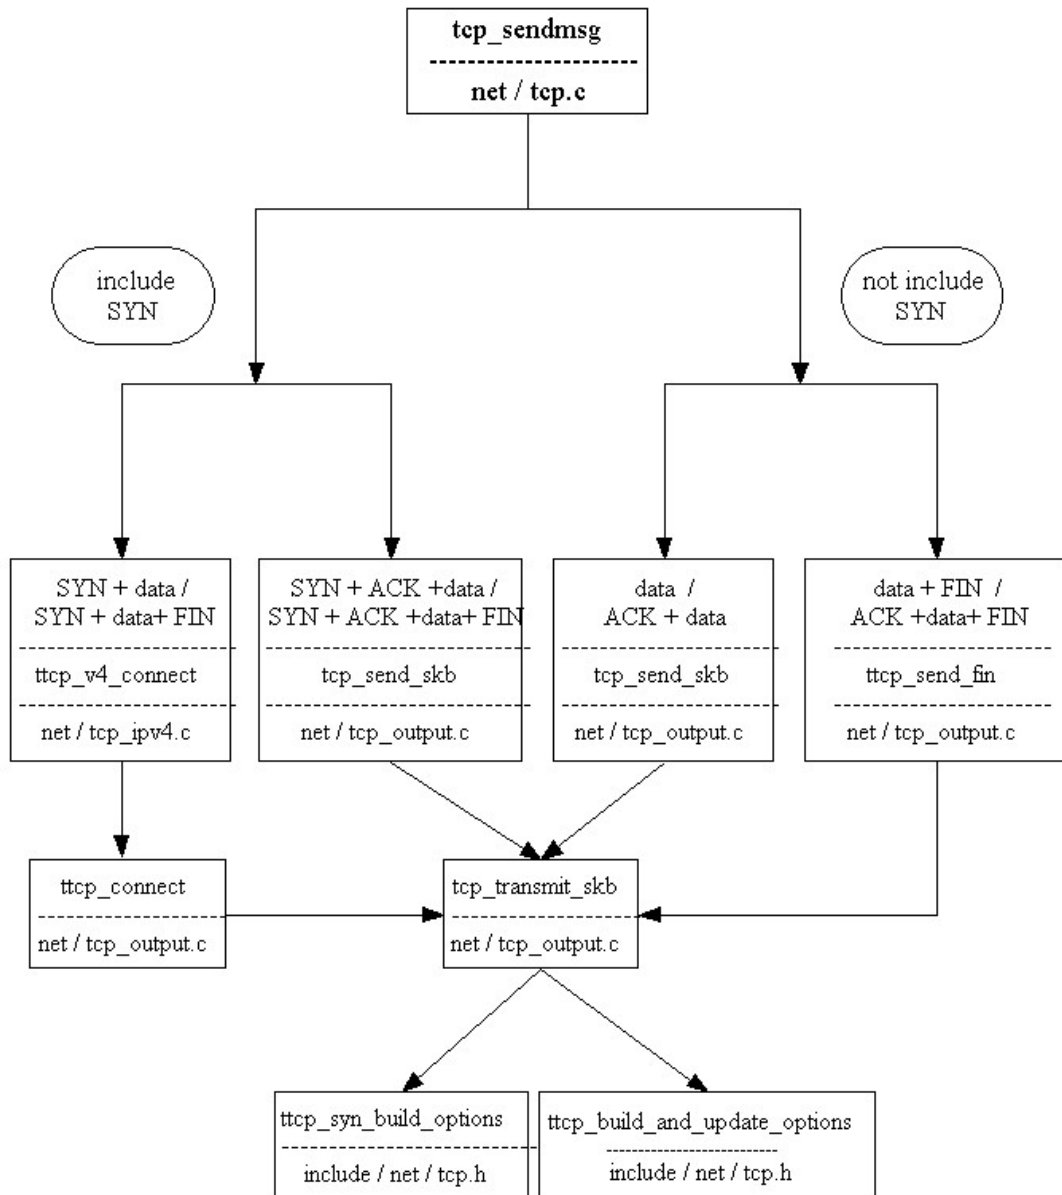 tcp_sendmsg
net / tcp.c
include
SYN
not include
SYN
SYN + data /
SYN + data+ FIN
ttcp_v4_connect
net / tcp_ipv4.c
SYN + ACK +data /
SYN + ACK +data+ FIN
tcp_send_skb
net / tcp_output.c
data /
ACK + data
tcp_send_skb
net / tcp_output.c
data + FIN /
ACK +data+ FIN
ttcp_send_fin
net / tcp_output.c
ttcp_connect
net / tcp_output.c
tcp_transmit_skb
net / tcp_output.c
ttcp_syn_build_options
include / net / tcp.h
ttcp_build_and_update_options
include / net / tcp.h